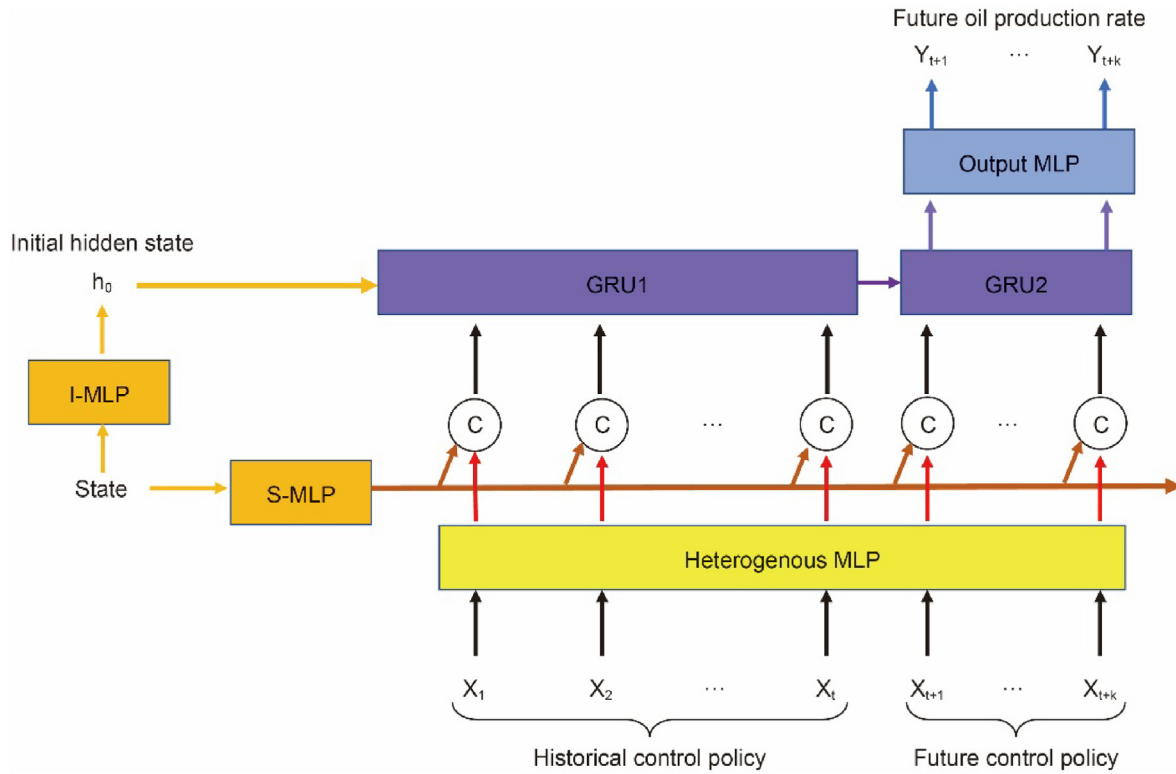 Future oil production rate
Yt+1 ... Yt+k
Output MLP
Initial hidden state
h0
GRU1 GRU2
I-MLP
C C ... C C ... C
State
S-MLP
Heterogenous MLP
X1 X2 ... Xt Xt+1 ... Xt+k
Historical control policy Future control policy